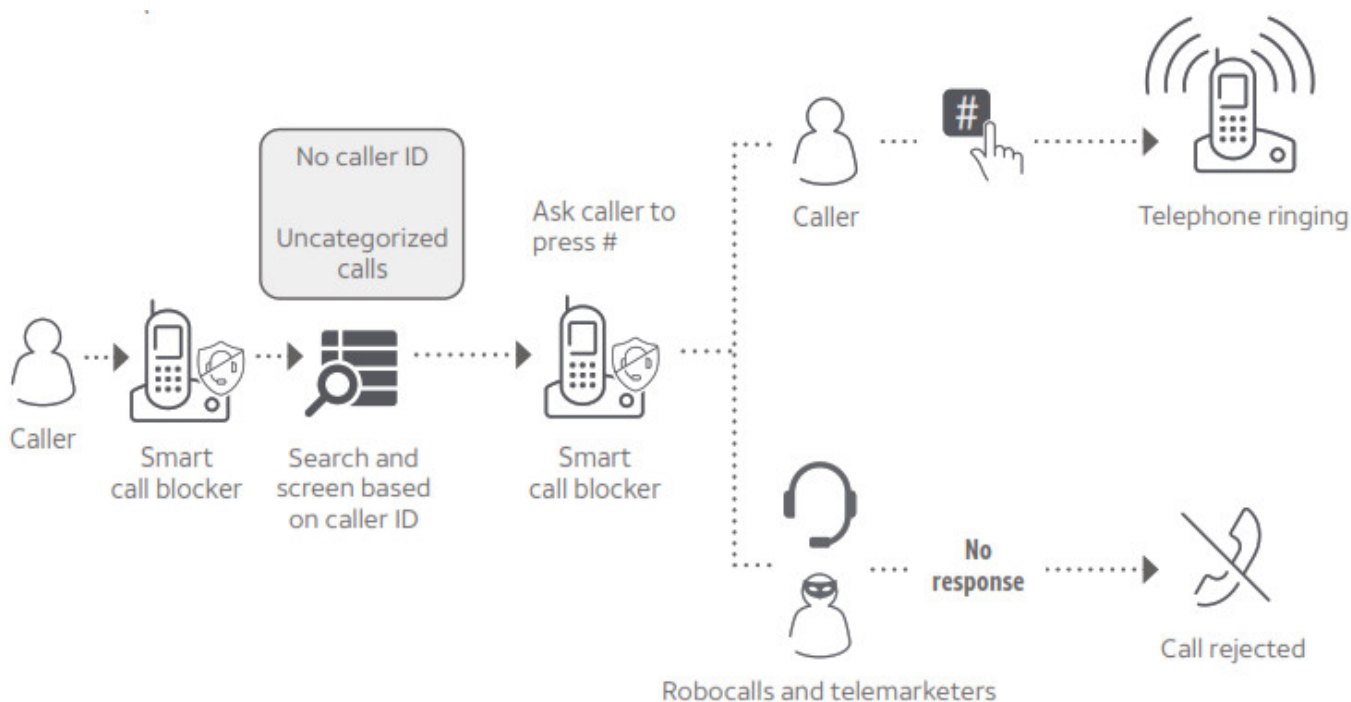 No caller ID
Uncategorized
calls
Ask caller to
press #
#
Caller
Telephone ringing
Caller
Smart
call blocker
Search and
screen based
on caller ID
Smart
call blocker
No
response
Call rejected
Robocalls and telemarketers